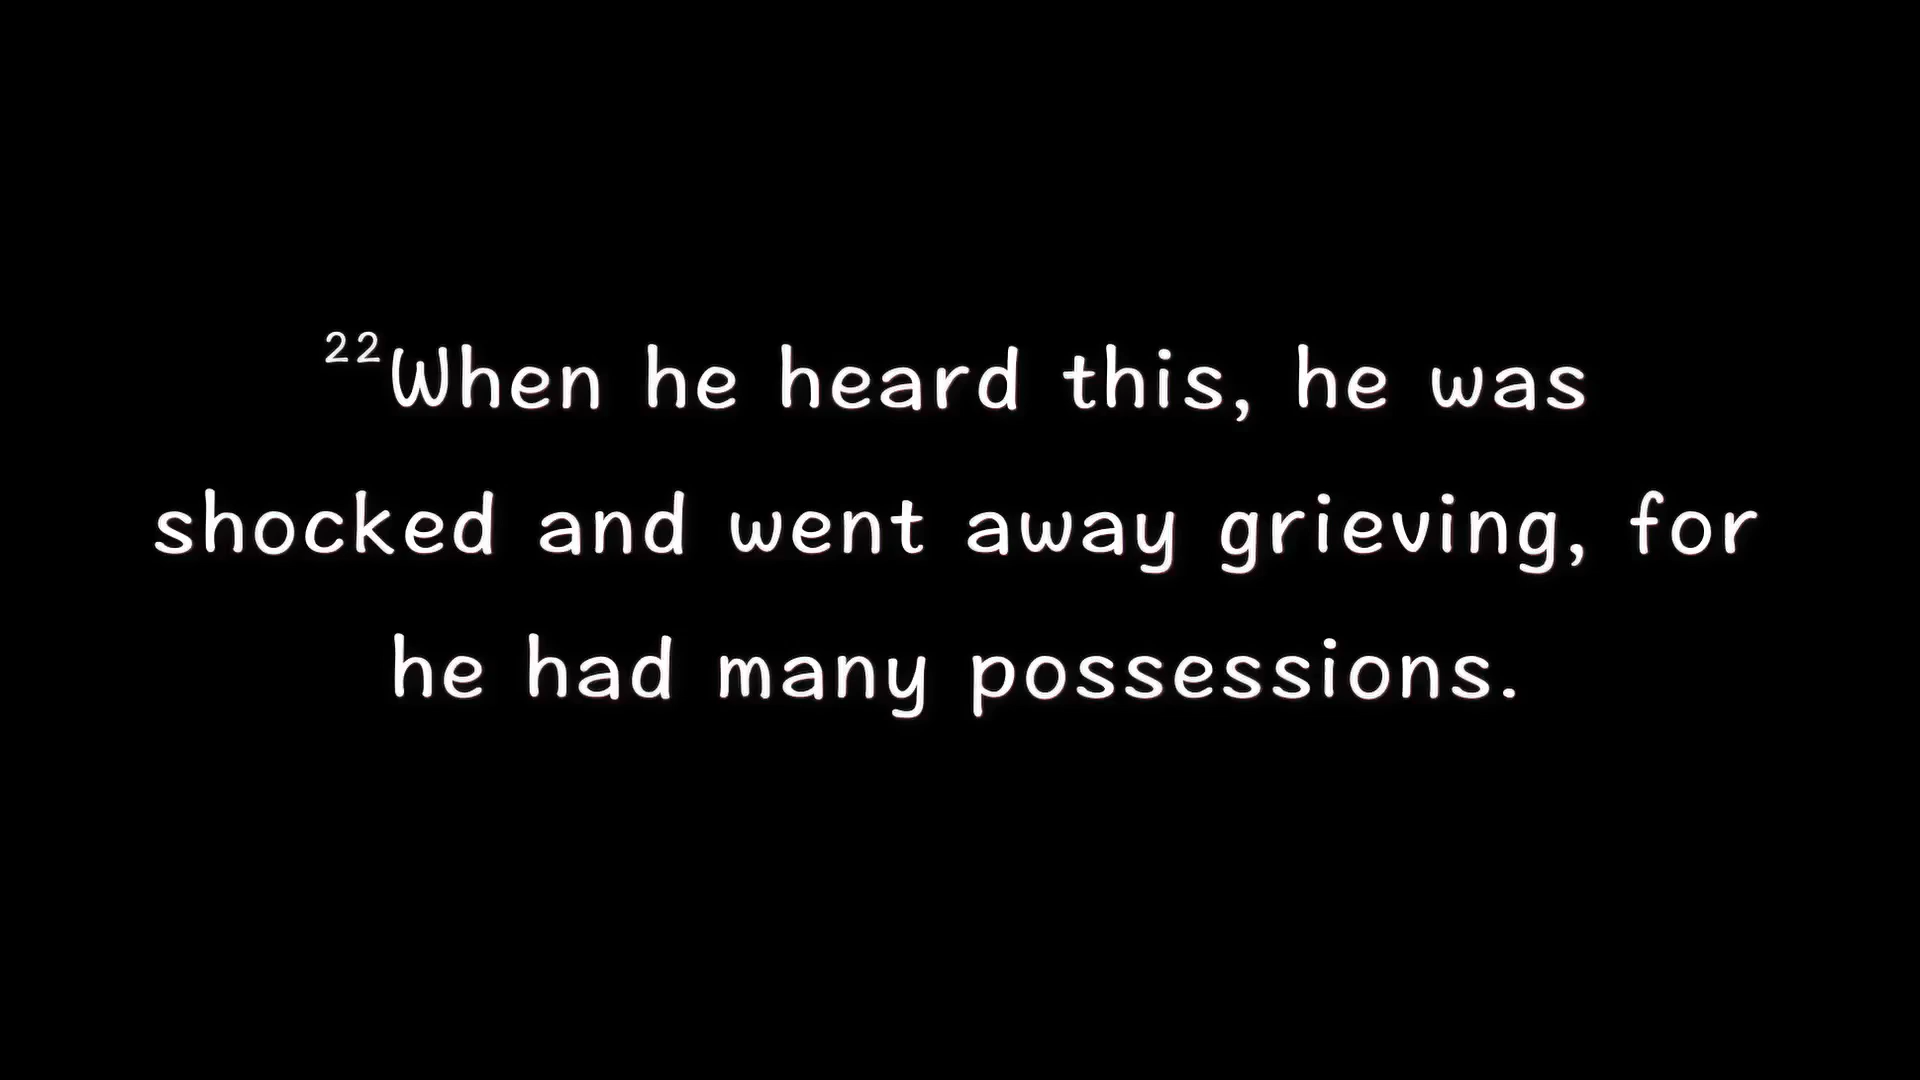 ²²When he heard this, he was
shocked and went away grieving, for
he had many possessions.